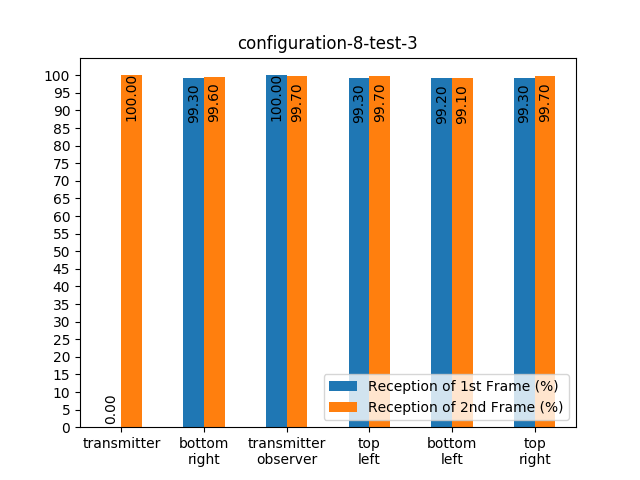 configuration-8-test-3
100
95
90
85
80
75
70
65
60
55
50
45
40
35
30
25
20
15
10
5
0
0.00
100.00
99.30
99.60
100.00
99.70
99.30
99.70
99.20
99.10
99.30
99.70
Reception of 1st Frame (%)
Reception of 2nd Frame (%)
transmitter
bottom
right
transmitter
observer
top
left
bottom
left
top
right